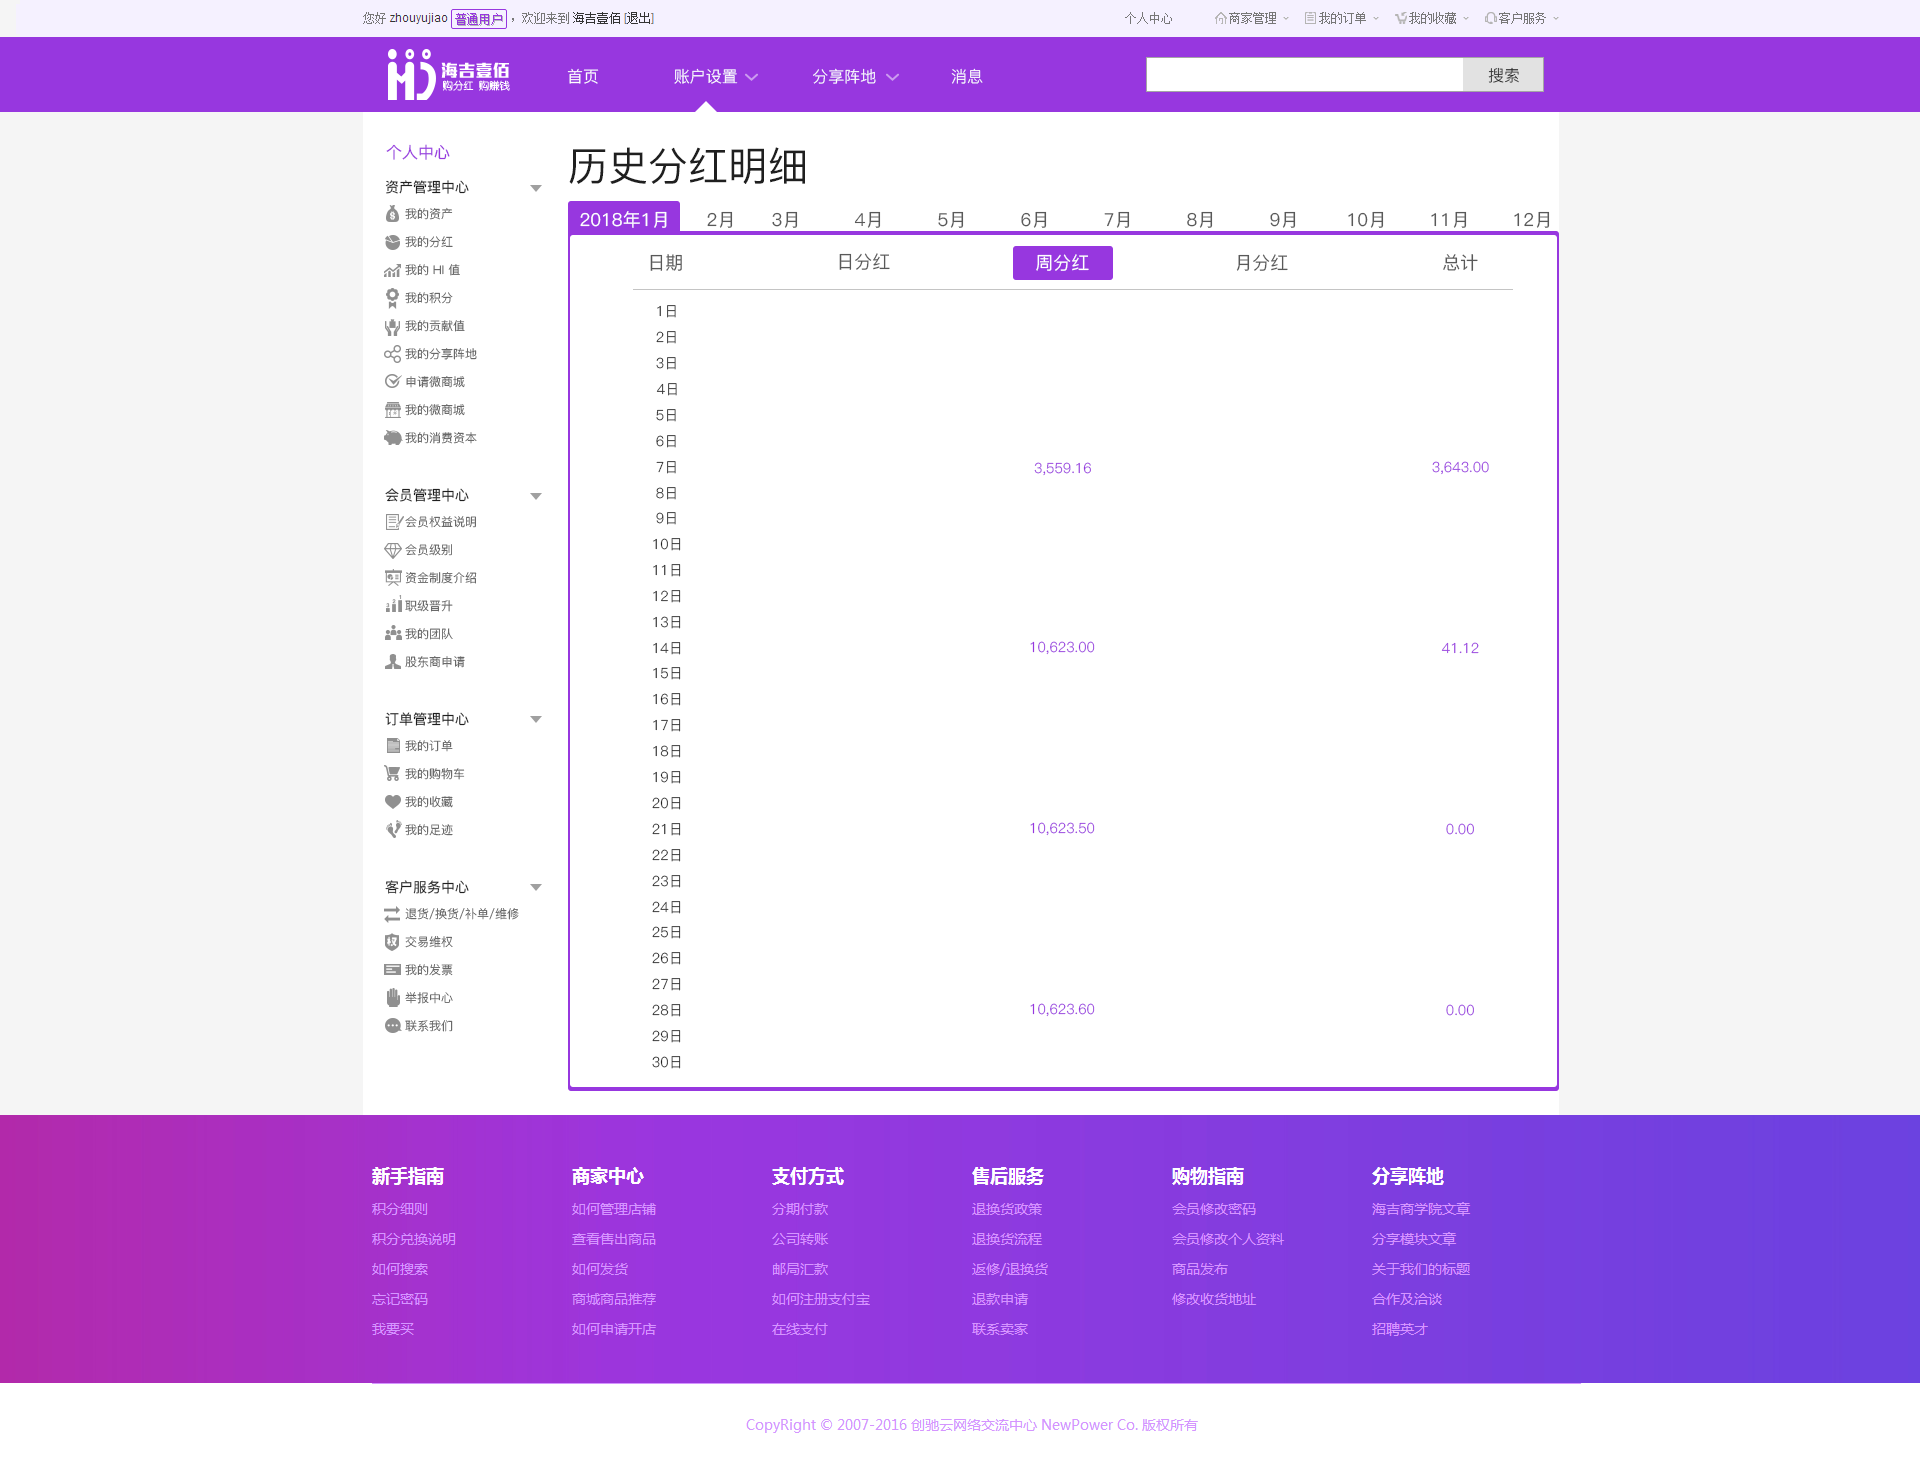 您好 zhouyujiao 普通用户 ，欢迎来到 海吉壹佰 [退出]
个人中心 商家管理 我的订单 我的收藏 客户服务
海吉壹佰
购分红 购赚钱
首页 账户设置 分享阵地 消息 搜索
个人中心
资产管理中心
我的资产
我的分红
我的 HI 值
我的积分
我的贡献值
我的分享阵地
申请微商城
我的微商城
我的消费资本
会员管理中心
会员权益说明
会员级别
资金制度介绍
职级晋升
我的团队
股东商申请
订单管理中心
我的订单
我的购物车
我的收藏
我的足迹
客户服务中心
退货/换货/补单/维修
交易维权
我的发票
举报中心
联系我们
历史分红明细
2018年1月 2月 3月 4月 5月 6月 7月 8月 9月 10月 11月 12月
日期 日分红 周分红 月分红 总计
1日
2日
3日
4日
5日
6日
7日 3,559.16 3,643.00
8日
9日
10日
11日
12日
13日
14日 10,623.00 41.12
15日
16日
17日
18日
19日
20日
21日 10,623.50 0.00
22日
23日
24日
25日
26日
27日
28日 10,623.60 0.00
29日
30日
新手指南 商家中心 支付方式 售后服务 购物指南 分享阵地
积分细则 如何管理店铺 分期付款 退换货政策 会员修改密码 海吉商学院文章
积分兑换说明 查看售出商品 公司转账 退换货流程 会员修改个人资料 分享模块文章
如何搜索 如何发货 邮局汇款 返修/退换货 商品发布 关于我们的标题
忘记密码 商城商品推荐 如何注册支付宝 退款申请 修改收货地址 合作及洽谈
我要买 如何申请开店 在线支付 联系卖家 招聘英才
CopyRight © 2007-2016 创驰云网络交流中心 NewPower Co. 版权所有